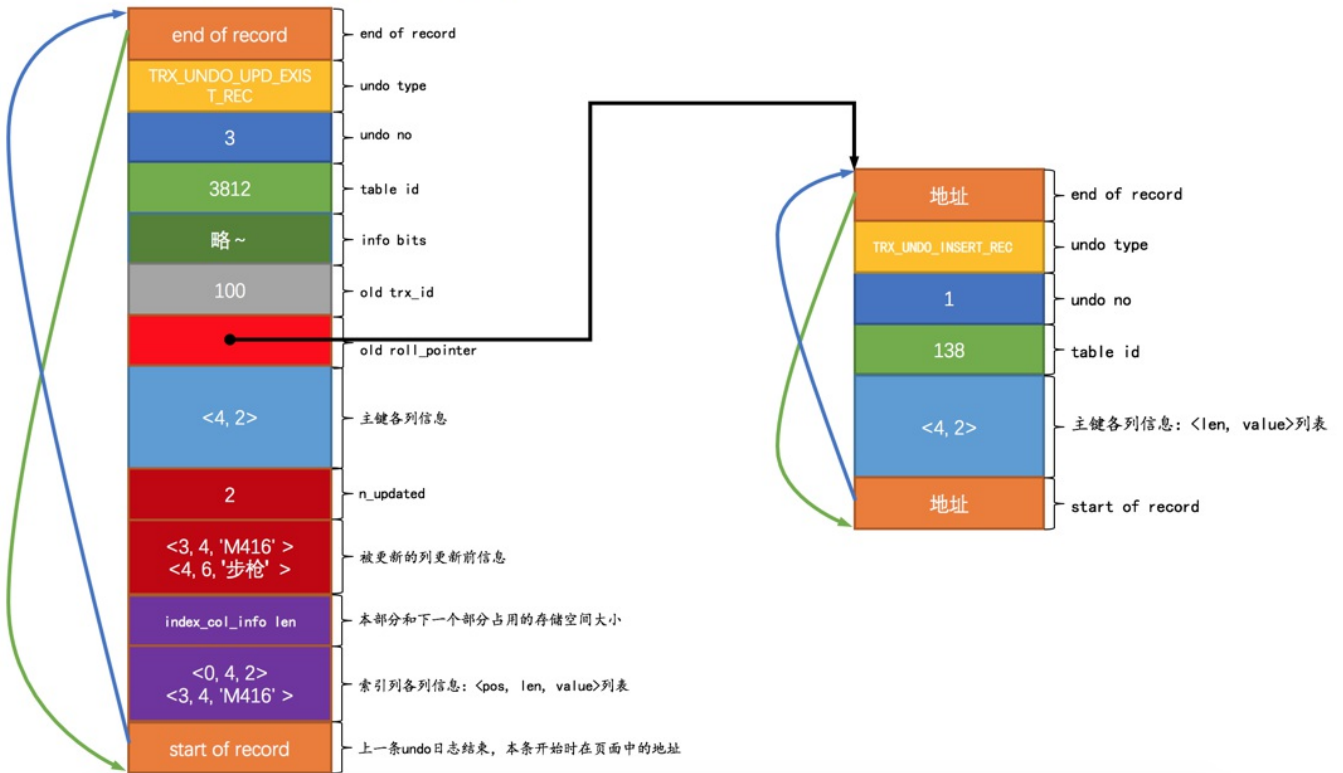 end of record
end of record
TRX_UNDO_UPD_EXIS
T_REC
undo type
3
undo no
3812
table id
略~
info bits
100
old trx_id
old roll_pointer
<4, 2>
主键各列信息
2
n_updated
<3, 4, 'M416' >
<4, 6, '步枪' >
被更新的列更新前信息
index_col_info len
本部分和下一个部分占用的存储空间大小
<0, 4, 2>
<3, 4, 'M416' >
索引列各列信息: <pos, len, value>列表
start of record
上一条undo日志结束, 本条开始时在页面中的地址
地址
end of record
TRX_UNDO_INSERT_REC
undo type
1
undo no
138
table id
<4, 2>
主键各列信息: <len, value>列表
地址
start of record